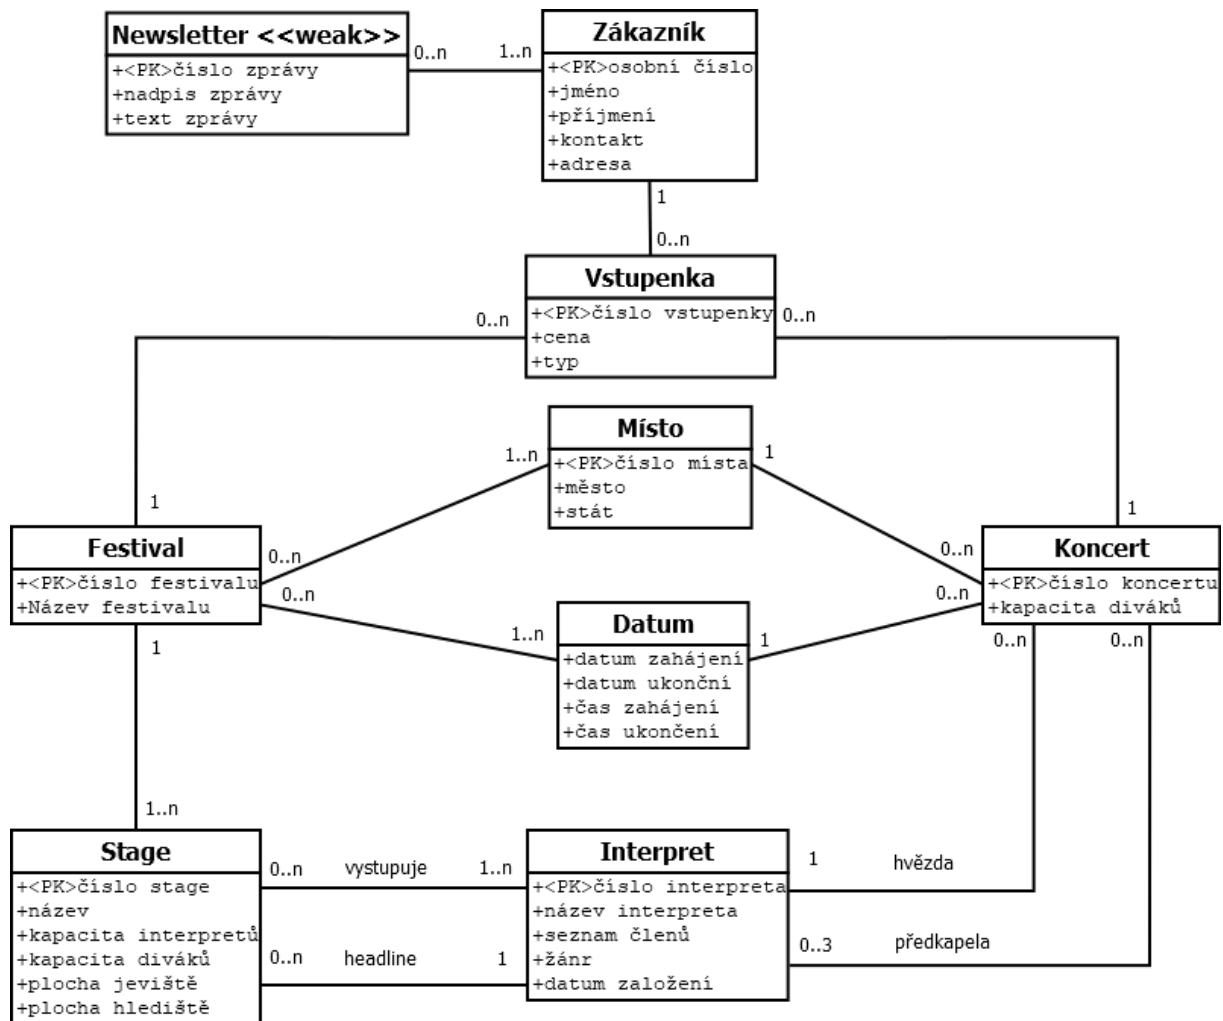 Newsletter <<weak>>
+<PK>číslo zprávy
+nadpis zprávy
+text zprávy
0..n
1..n
Zákazník
+<PK>osobní číslo
+jméno
+příjmení
+kontakt
+adresa
1
0..n
Vstupenka
+<PK>číslo vstupenky
+cena
+typ
0..n
0..n
Místo
+<PK>číslo místa
+město
+stát
1..n
1
1
1
Festival
+<PK>číslo festivalu
+Název festivalu
0..n
0..n
0..n
0..n
Koncert
+<PK>číslo koncertu
+kapacita diváků
Datum
+datum zahájení
+datum ukonční
+čas zahájení
+čas ukončení
1..n
1
1
0..n
0..n
1..n
Stage
+<PK>číslo stage
+název
+kapacita interpretů
+kapacita diváků
+plocha jeviště
+plocha hlediště
0..n
vystupuje
1..n
0..n
headline
1
Interpret
+<PK>číslo interpreta
+název interpreta
+seznam členů
+žánr
+datum založení
1
hvězda
0..3
předkapela